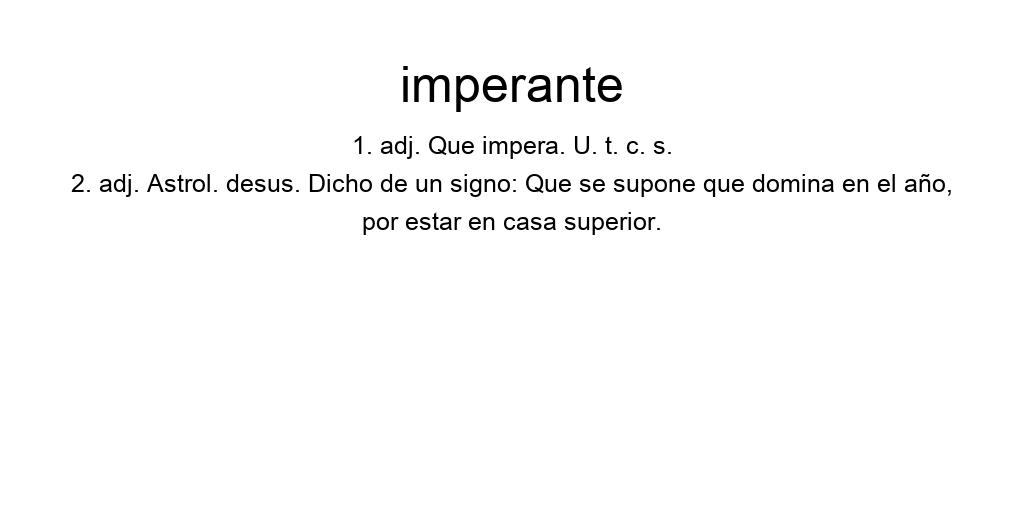 imperante
1. adj. Que impera. U. t. c. s.
2. adj. Astrol. desus. Dicho de un signo: Que se supone que domina en el año,
por estar en casa superior.